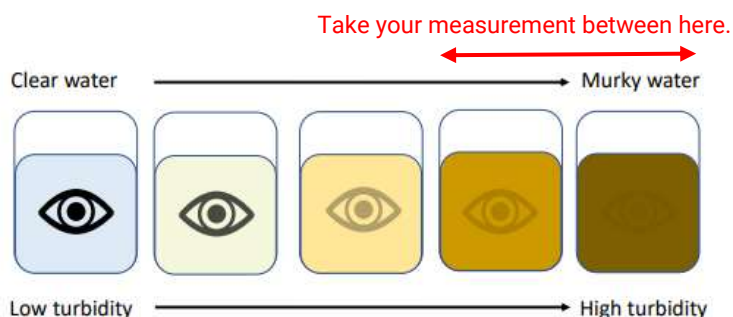 Take your measurement between here.
Clear water
Murky water
Low turbidity
High turbidity